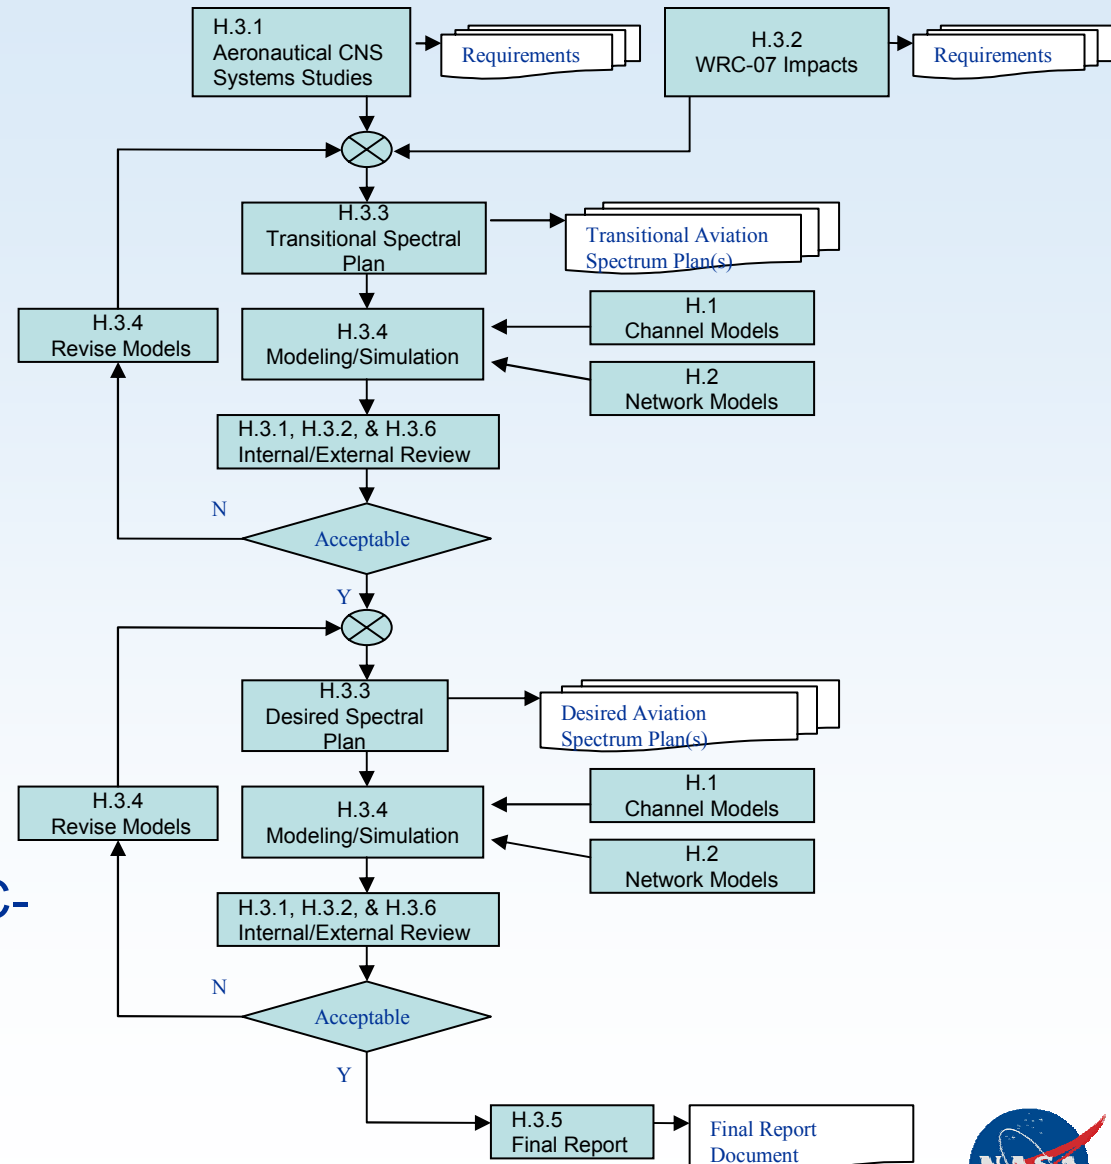 H.3.1
Aeronautical CNS
Systems Studies
Requirements
H.3.2
WRC-07 Impacts
Requirements
H.3.3
Transitional Spectral
Plan
Transitional Aviation
Spectrum Plan(s)
H.3.4
Revise Models
H.3.4
Modeling/Simulation
H.1
Channel Models
H.2
Network Models
H.3.1, H.3.2, & H.3.6
Internal/External Review
N
Acceptable
Y
H.3.3
Desired Spectral
Plan
Desired Aviation
Spectrum Plan(s)
H.3.4
Revise Models
H.3.4
Modeling/Simulation
H.1
Channel Models
H.2
Network Models
C-
H.3.1, H.3.2, & H.3.6
Internal/External Review
N
Acceptable
Y
H.3.5
Final Report
Final Report
Document
NASA